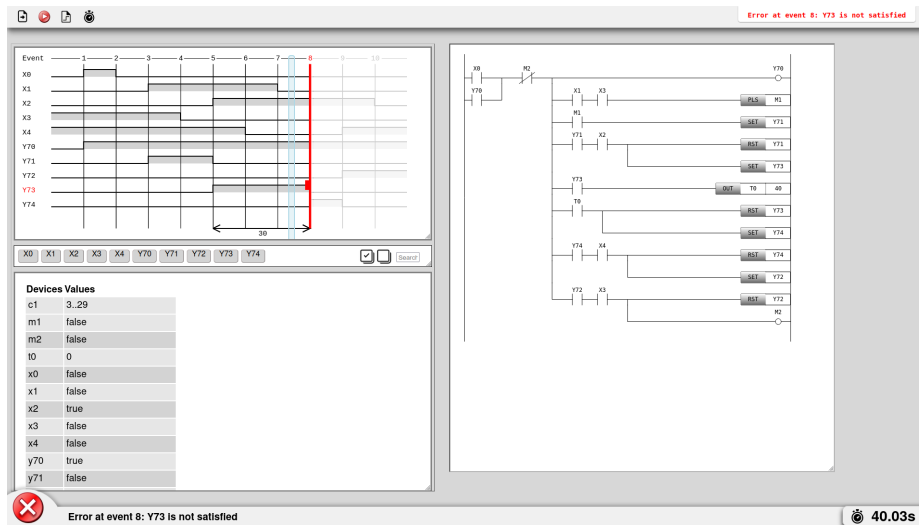 Error at event 8: Y73 is not satisfied
Event 1 2 3 4 5 6 7 8 9 10
X0
X1
X2
X3
X4
Y70
Y71
Y72
Y73
Y74
30
X0 X1 X2 X3 X4 Y70 Y71 Y72 Y73 Y74 Search
Devices Values
c1 3..29
m1 false
m2 false
t0 0
x0 false
x1 false
x2 true
x3 false
x4 false
y70 true
y71 false
X0 M2 Y70
Y70
X1 X3
PLS M1
M1
SET Y71
Y71 X2
RST Y71
SET Y73
Y73
OUT T0 40
T0
RST Y73
SET Y74
Y74 X4
RST Y74
SET Y72
Y72 X3
RST Y72
M2
Error at event 8: Y73 is not satisfied
40.03s